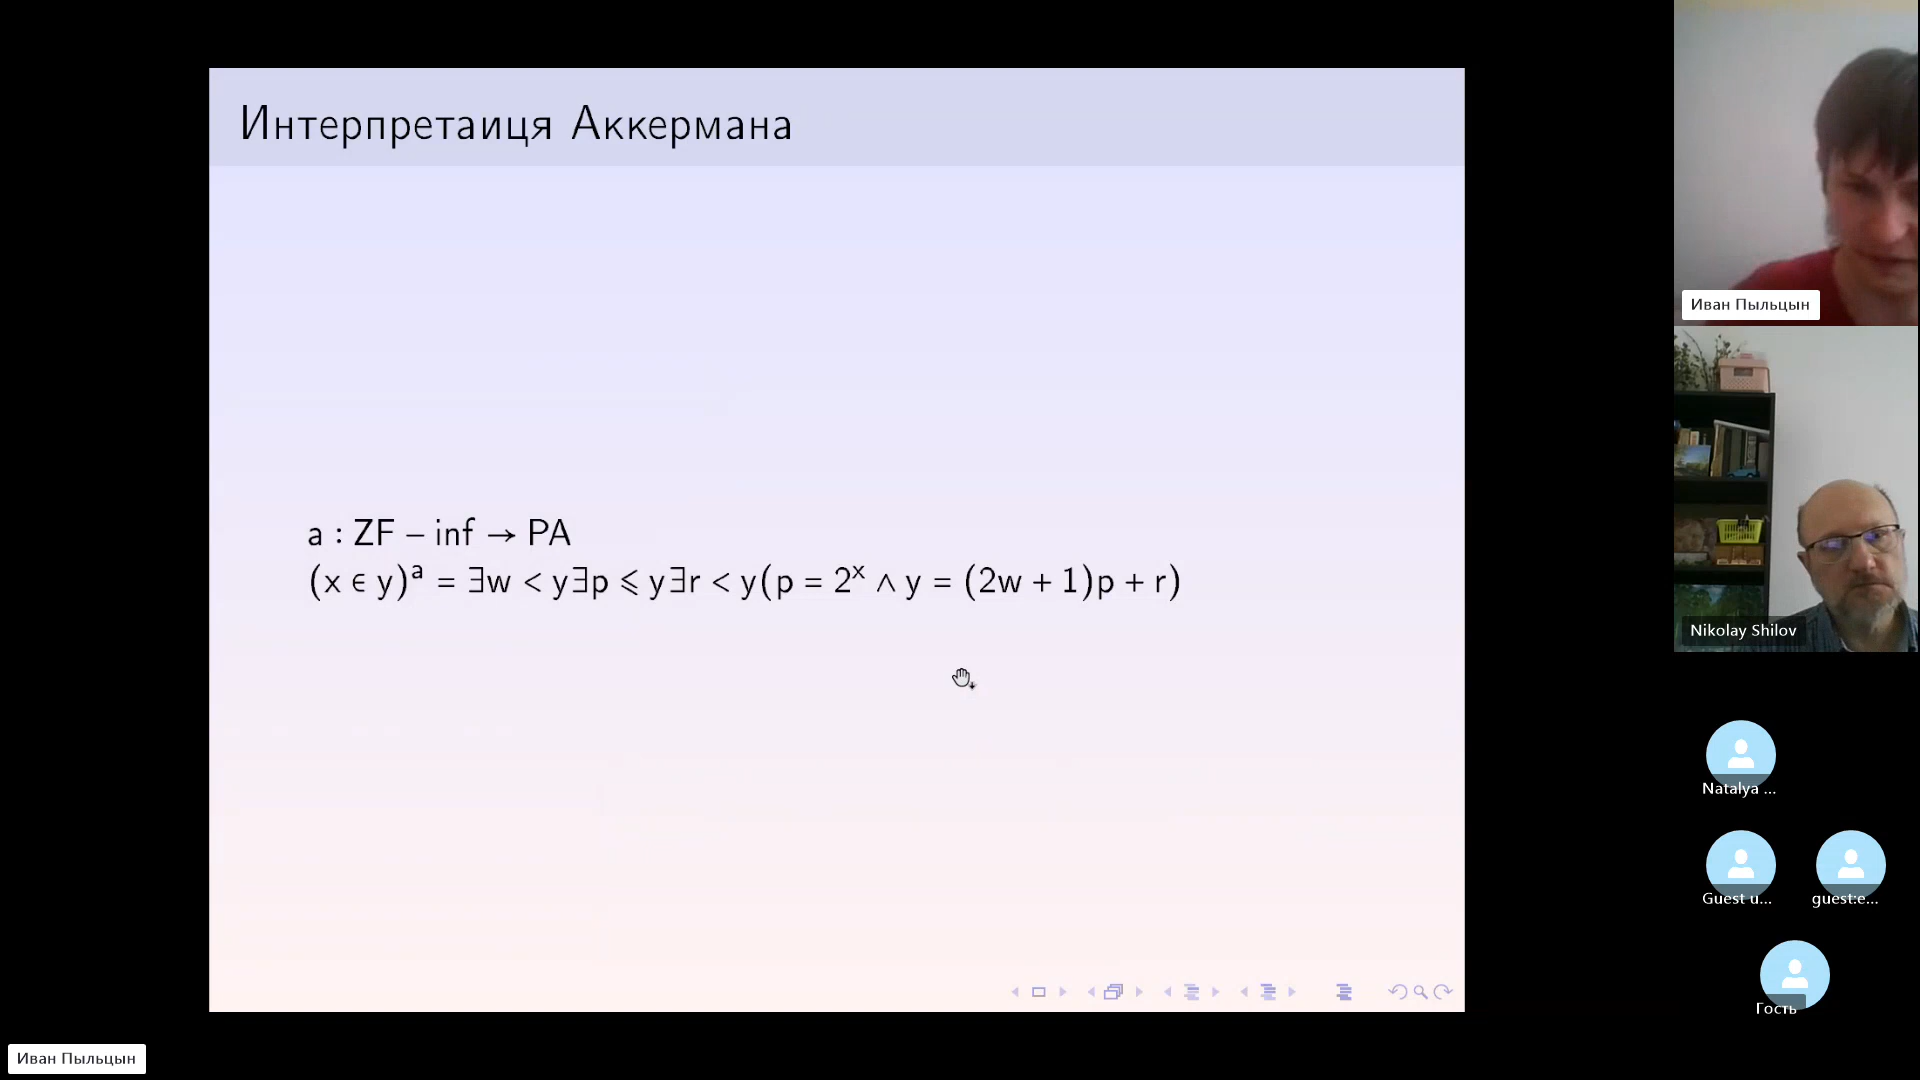 Интерпретаиця Аккермана
a : ZF – inf → PA
(x ∈ y)ᵃ = ∃w < y∃p ⩽ y∃r < y(p = 2ˣ ∧ y = (2w + 1)p + r)
Иван Пыльцын
Nikolay Shilov
Natalya ...
Guest u...
guest:e...
Гость
Иван Пыльцын